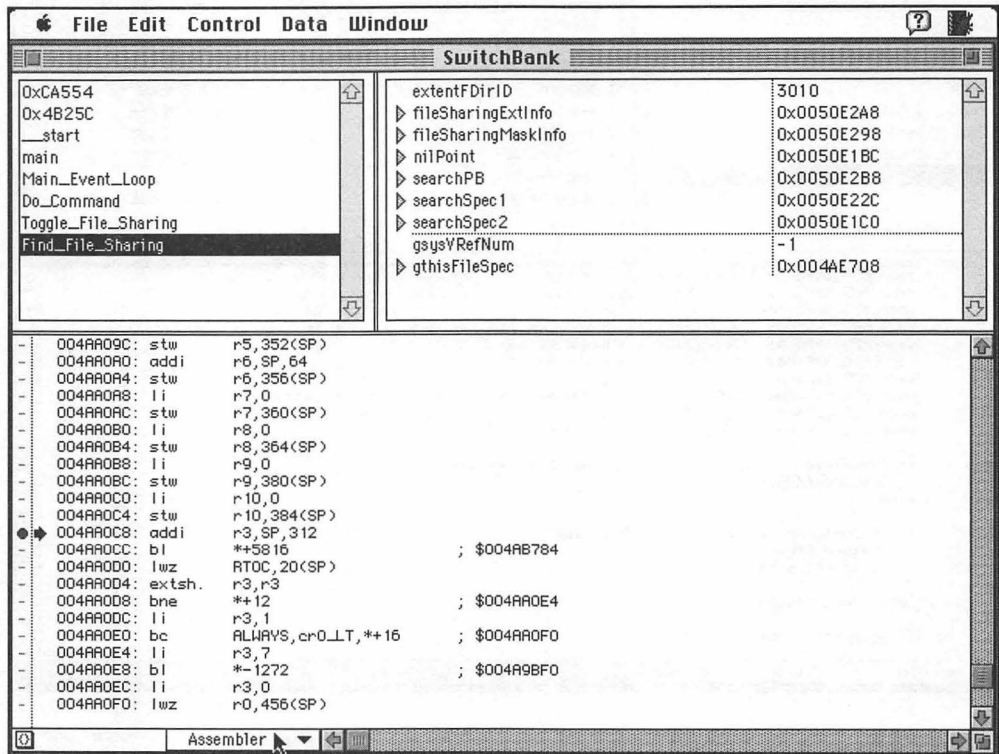 File Edit Control Data Window
SwitchBank
0xCA554
0x4B25C
__start
main
Main_Event_Loop
Do_Command
Toggle_File_Sharing
Find_File_Sharing
extentFDirID 3010
fileSharingExtInfo 0x0050E2A8
fileSharingMaskInfo 0x0050E298
nilPoint 0x0050E1BC
searchPB 0x0050E2B8
searchSpec1 0x0050E22C
searchSpec2 0x0050E1C0
gsysVRefNum -1
gthisFileSpec 0x004AE708
004AA09C: stw r5,352(SP)
004AA0A0: addi r6,SP,64
004AA0A4: stw r6,356(SP)
004AA0A8: li r7,0
004AA0AC: stw r7,360(SP)
004AA0B0: li r8,0
004AA0B4: stw r8,364(SP)
004AA0B8: li r9,0
004AA0BC: stw r9,380(SP)
004AA0C0: li r10,0
004AA0C4: stw r10,384(SP)
004AA0C8: addi r3,SP,312
004AA0CC: bl *+5816 ; $004AB784
004AA0D0: lwz RTOC,20(SP)
004AA0D4: extsh. r3,r3
004AA0D8: bne *+12 ; $004AA0E4
004AA0DC: li r3,1
004AA0E0: bc ALWAYS,cr0_LT,*+16 ; $004AA0F0
004AA0E4: li r3,7
004AA0E8: bl *-1272 ; $004A9BF0
004AA0EC: li r3,0
004AA0F0: lwz r0,456(SP)
Assembler